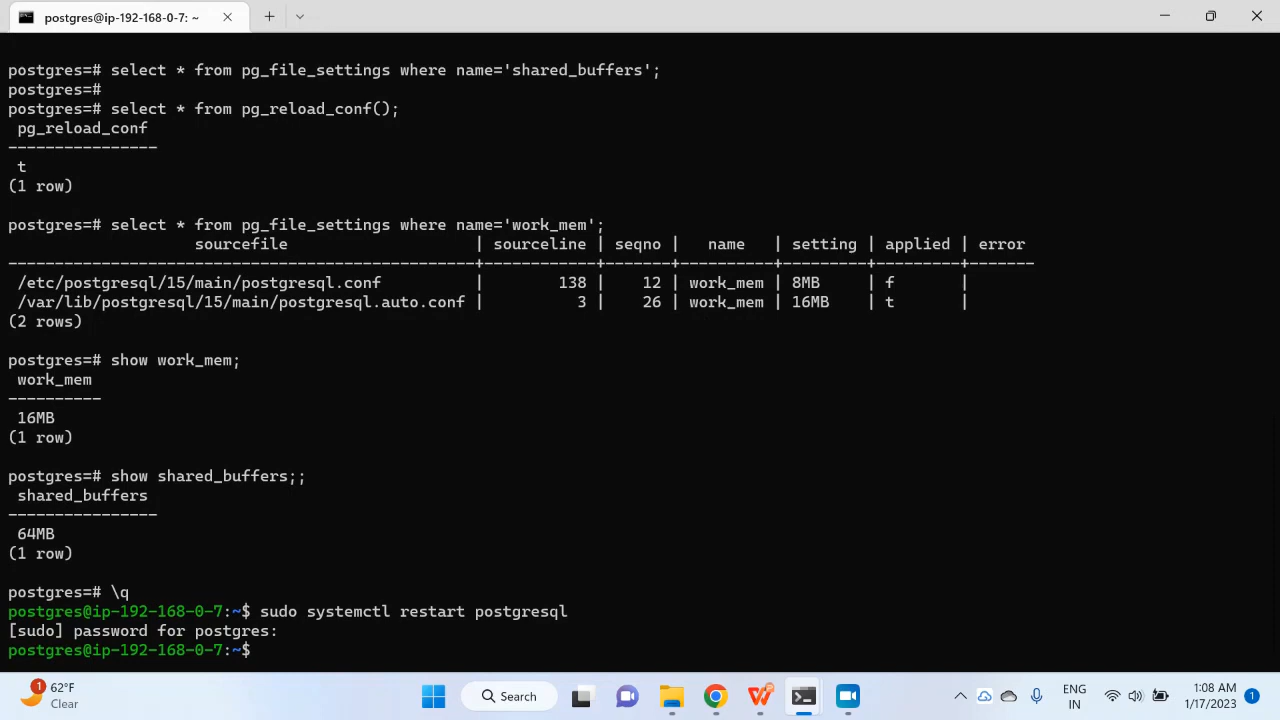 postgres@ip-192-168-0-7: ~
postgres=# select * from pg_file_settings where name='shared_buffers';
postgres=#
postgres=# select * from pg_reload_conf();
pg_reload_conf
----------------
t
(1 row)
postgres=# select * from pg_file_settings where name='work_mem';
sourcefile | sourceline | seqno | name | setting | applied | error
--------------------------------------------------+------------+-------+----------+---------+---------+-------
/etc/postgresql/15/main/postgresql.conf | 138 | 12 | work_mem | 8MB | f |
/var/lib/postgresql/15/main/postgresql.auto.conf | 3 | 26 | work_mem | 16MB | t |
(2 rows)
postgres=# show work_mem;
work_mem
----------
16MB
(1 row)
postgres=# show shared_buffers;;
shared_buffers
----------------
64MB
(1 row)
postgres=# \q
postgres@ip-192-168-0-7:~$ sudo systemctl restart postgresql
[sudo] password for postgres:
postgres@ip-192-168-0-7:~$
1
62°F
Clear
Search
ENG
IN
1:08 AM
1/17/2023
1